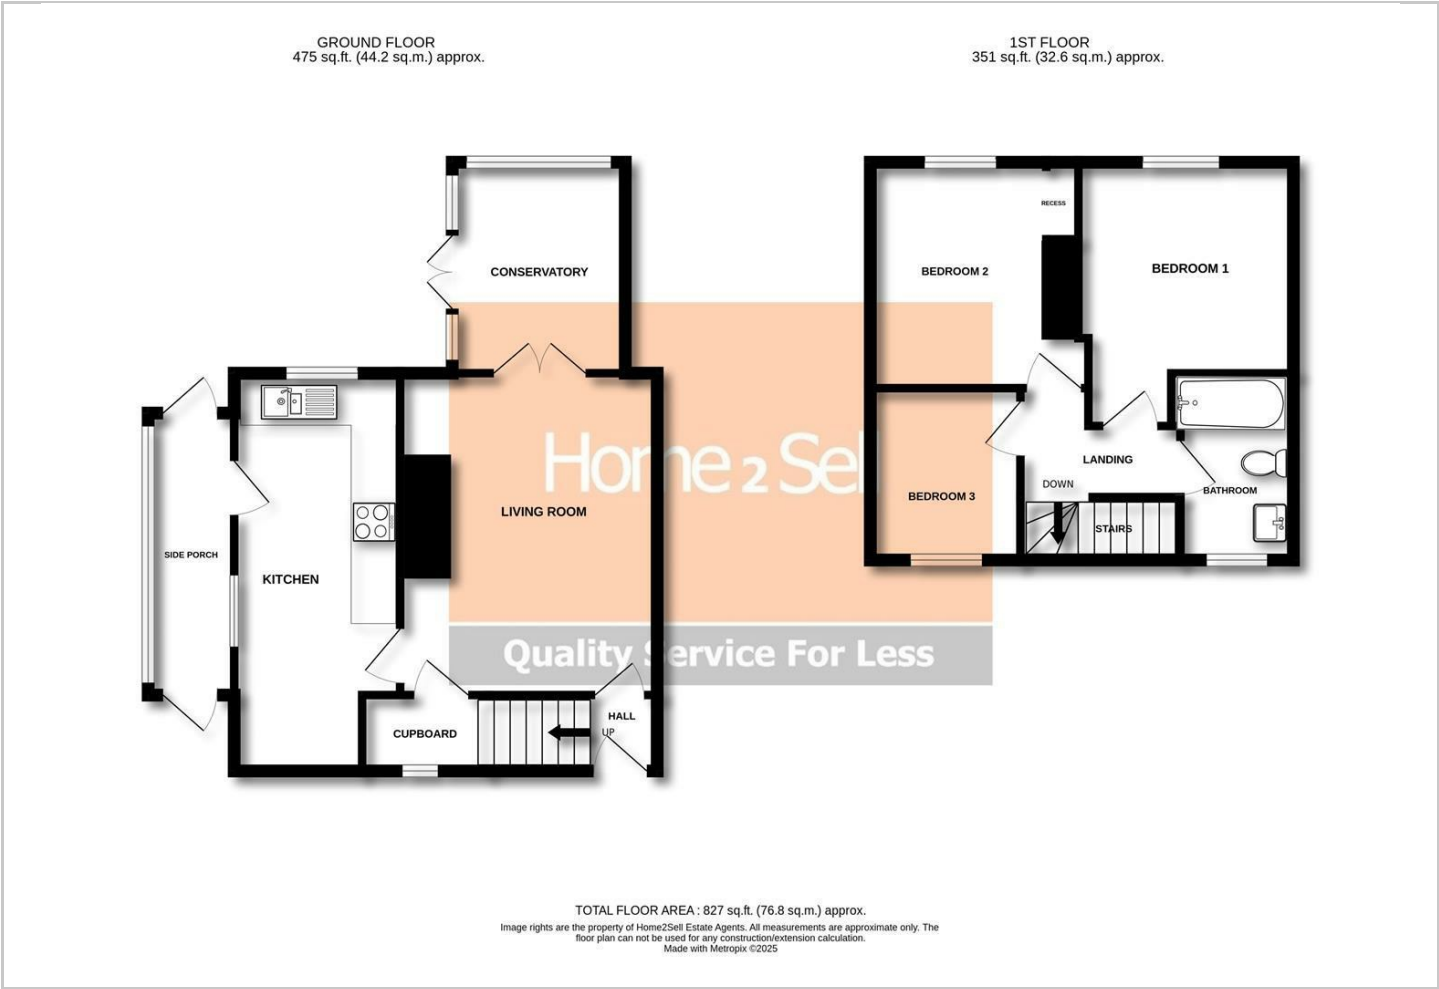 GROUND FLOOR
475 sq.ft. (44.2 sq.m.) approx.
1ST FLOOR
351 sq.ft. (32.6 sq.m.) approx.
RECESS
CONSERVATORY
BEDROOM 2
BEDROOM 1
Home 2 Sell
LANDING
DOWN
BATHROOM
BEDROOM 3
LIVING ROOM
STAIRS
SIDE PORCH
KITCHEN
Quality Service For Less
HALL
UP
CUPBOARD
TOTAL FLOOR AREA : 827 sq.ft. (76.8 sq.m.) approx.
Image rights are the property of Home2Sell Estate Agents. All measurements are approximate only. The
floor plan can not be used for any construction/extension calculation.
Made with Metropix ©2025